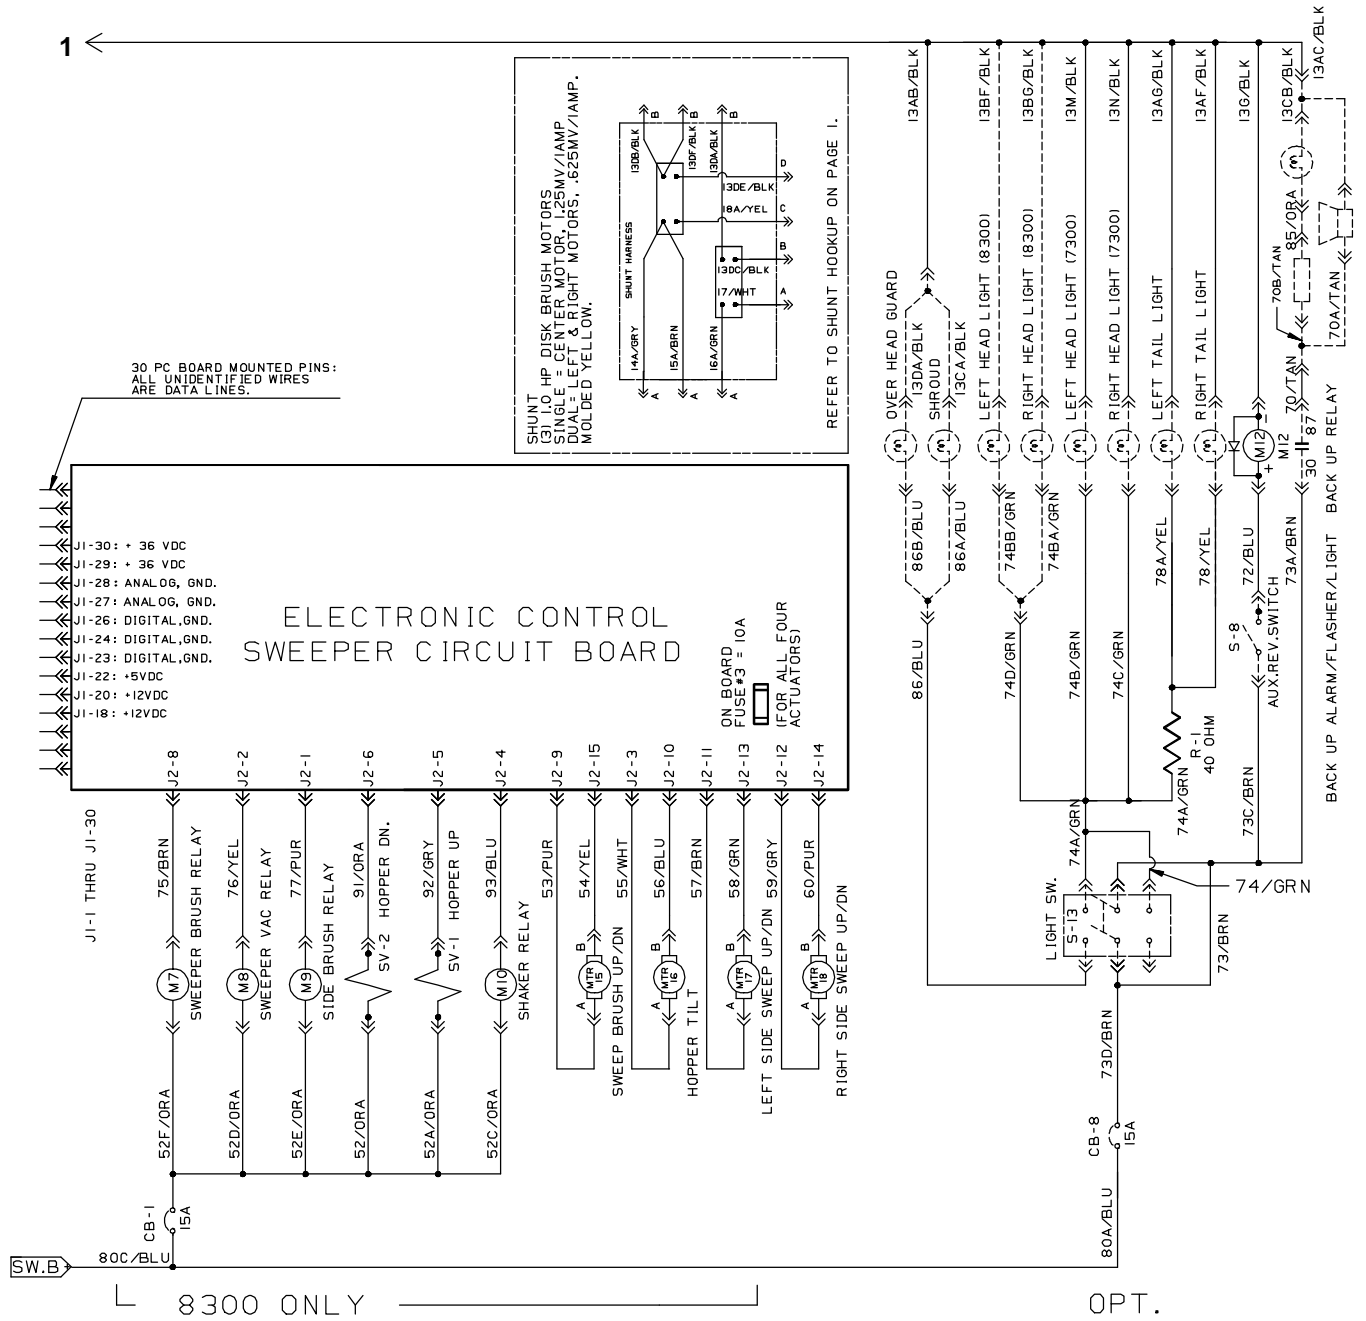 1
13AC/BLK
13AB/BLK
13BF/BLK
13BG/BLK
13M/BLK
13N/BLK
13AG/BLK
13AF/BLK
13G/BLK
13CB/BLK
SHUNT
(3) 1.0 HP DISK BRUSH MOTORS
SINGLE = CENTER MOTOR, 1.25MV/1AMP
DUAL= LEFT & RIGHT MOTORS, .625MV/1AMP.
MOLDED YELLOW.
SHUNT HARNESS
B
B
B
13DB/BLK
13DF/BLK
13DA/BLK
D
13DE/BLK
C
18A/YEL
B
13DC/BLK
A
17/WHT
14A/GRY
15A/BRN
16A/GRN
A
A
A
REFER TO SHUNT HOOKUP ON PAGE 1.
30 PC BOARD MOUNTED PINS:
ALL UNIDENTIFIED WIRES
ARE DATA LINES.
J1-30: + 36 VDC
J1-29: + 36 VDC
J1-28: ANALOG, GND.
J1-27: ANALOG, GND.
J1-26: DIGITAL,GND.
J1-24: DIGITAL,GND.
J1-23: DIGITAL,GND.
J1-22: +5VDC
J1-20: +12VDC
J1-18: +12VDC
ELECTRONIC CONTROL
SWEEPER CIRCUIT BOARD
ON BOARD
FUSE#3 = 10A
(FOR ALL FOUR
ACTUATORS)
J1-1 THRU J1-30
J2-8
J2-2
J2-1
J2-6
J2-5
J2-4
J2-9
J2-15
J2-3
J2-10
J2-11
J2-13
J2-12
J2-14
75/BRN
76/YEL
77/PUR
91/ORA
92/GRY
93/BLU
53/PUR
54/YEL
55/WHT
56/BLU
57/BRN
58/GRN
59/GRY
60/PUR
M7
SWEEPER BRUSH RELAY
M8
SWEEPER VAC RELAY
M9
SIDE BRUSH RELAY
SV-2 HOPPER DN.
SV-1 HOPPER UP
M10
SHAKER RELAY
B
MTR
15
A
SWEEP BRUSH UP/DN
B
MTR
16
A
HOPPER TILT
B
MTR
17
A
LEFT SIDE SWEEP UP/DN
B
MTR
18
A
RIGHT SIDE SWEEP UP/DN
52F/ORA
52D/ORA
52E/ORA
52/ORA
52A/ORA
52C/ORA
CB-1
15A
SW.B
80C/BLU
8300 ONLY
OVER HEAD GUARD
13DA/BLK
SHROUD
13CA/BLK
LEFT HEAD LIGHT (8300)
RIGHT HEAD LIGHT (8300)
LEFT HEAD LIGHT (7300)
RIGHT HEAD LIGHT (7300)
LEFT TAIL LIGHT
RIGHT TAIL LIGHT
85/ORA
70B/TAN
70A/TAN
70/TAN
-
M12
+
M12
87
30
86B/BLU
86A/BLU
74BB/GRN
74BA/GRN
78A/YEL
78/YEL
72/BLU
73A/BRN
BACK UP ALARM/FLASHER/LIGHT BACK UP RELAY
86/BLU
74D/GRN
74B/GRN
74C/GRN
S-8
AUX.REV.SWITCH
R-1
40 OHM
74A/GRN
74A/GRN
73C/BRN
74/GRN
LIGHT SW.
S-13
73/BRN
73D/BRN
CB-8
15A
80A/BLU
OPT.